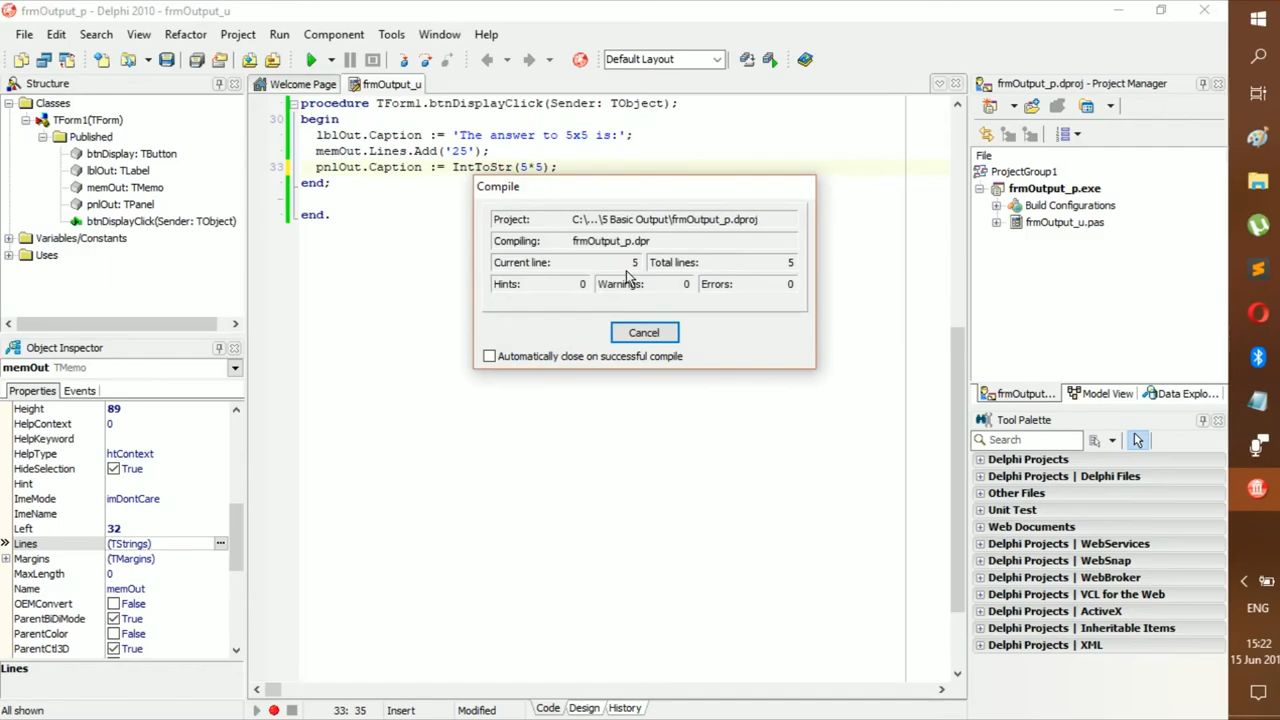 frmOutput_p - Delphi 2010 - frmOutput_u
File Edit Search View Refactor Project Run Component Tools Window Help
Default Layout
Structure
Classes
TForm1(TForm)
Published
btnDisplay: TButton
lblOut: TLabel
memOut: TMemo
pnlOut: TPanel
btnDisplayClick(Sender: TObject)
Variables/Constants
Uses
Object Inspector
memOut TMemo
Properties Events
Height 89
HelpContext 0
HelpKeyword
HelpType htContext
HideSelection True
Hint
ImeMode imDontCare
ImeName
Left 32
Lines (TStrings)
Margins (TMargins)
MaxLength 0
Name memOut
OEMConvert False
ParentBiDiMode True
ParentColor False
ParentCtl3D True
Lines
All shown
Welcome Page frmOutput_u
procedure TForm1.btnDisplayClick(Sender: TObject);
30 begin
lblOut.Caption := 'The answer to 5x5 is:';
memOut.Lines.Add('25');
33 pnlOut.Caption := IntToStr(5*5);
end;
end.
Compile
Project: C:\...\5 Basic Output\frmOutput_p.dproj
Compiling: frmOutput_p.dpr
Current line: 5 Total lines: 5
Hints: 0 Warnings: 0 Errors: 0
Cancel
Automatically close on successful compile
33: 35 Insert Modified Code Design History
frmOutput_p.dproj - Project Manager
File
ProjectGroup1
frmOutput_p.exe
Build Configurations
frmOutput_u.pas
frmOutput... Model View Data Explo...
Tool Palette
Search
Delphi Projects
Delphi Projects | Delphi Files
Other Files
Unit Test
Web Documents
Delphi Projects | WebServices
Delphi Projects | WebSnap
Delphi Projects | WebBroker
VCL for the Web
Delphi Projects | ActiveX
Delphi Projects | Inheritable Items
Delphi Projects | XML
ENG
15:22
15 Jun 201